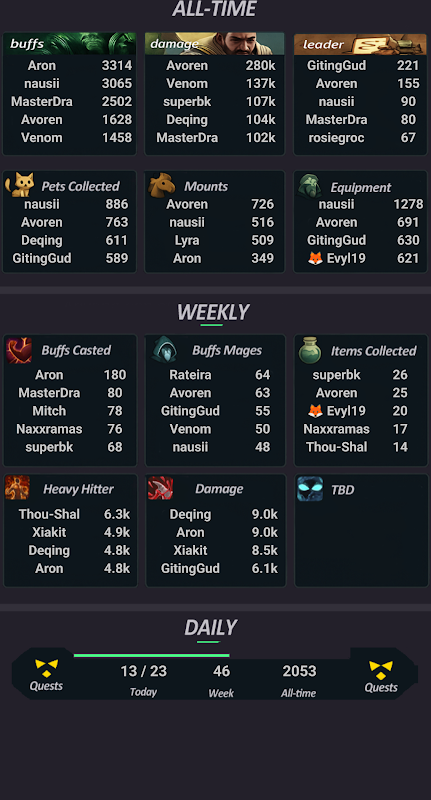 ALL-TIME
buffs
Aron 3314
nausii 3065
MasterDra 2502
Avoren 1628
Venom 1458
damage
Avoren 280k
Venom 137k
superbk 107k
Deqing 104k
MasterDra 102k
leader
GitingGud 221
Avoren 155
nausii 90
MasterDra 80
rosiegroc 67
Pets Collected
nausii 886
Avoren 763
Deqing 611
GitingGud 589
Mounts
Avoren 726
nausii 516
Lyra 509
Aron 349
Equipment
nausii 1278
Avoren 691
GitingGud 630
🦊 Evyl19 621
WEEKLY
Buffs Casted
Aron 180
MasterDra 80
Mitch 78
Naxxramas 76
superbk 68
Buffs Mages
Rateira 64
Avoren 63
GitingGud 55
Venom 50
nausii 48
Items Collected
superbk 26
Avoren 25
🦊 Evyl19 20
Naxxramas 17
Thou-Shal 14
Heavy Hitter
Thou-Shal 6.3k
Xiakit 4.9k
Deqing 4.8k
Aron 4.8k
Damage
Deqing 9.0k
Aron 9.0k
Xiakit 8.5k
GitingGud 6.1k
TBD
DAILY
Quests
13 / 23
Today
46
Week
2053
All-time
Quests